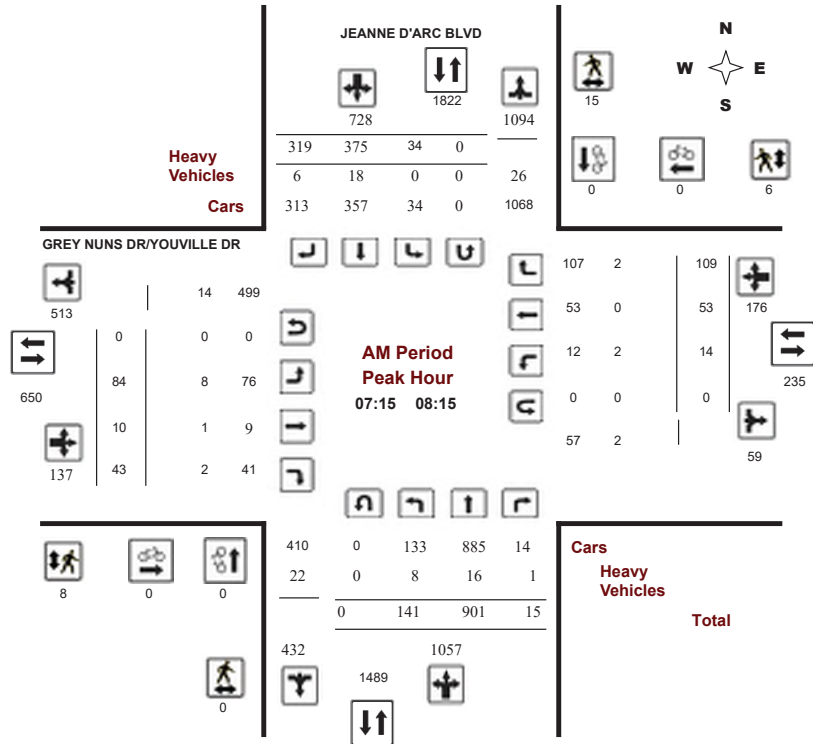 JEANNE D'ARC BLVD
N
W E
S
1822
15
728
1094
319 375 34 0
Heavy
Vehicles
6 18 0 0 26
0 0 6
Cars
313 357 34 0 1068
GREY NUNS DR/YOUVILLE DR
107 2 109
14 499
513
53 0 53 176
0 0 0
AM Period
Peak Hour
12 2 14
84 8 76
650
235
07:15 08:15
0 0 0
10 1 9
57 2
59
137
43 2 41
410 0 133 885 14
Cars
22 0 8 16 1
Heavy
Vehicles
8 0 0
0 141 901 15
Total
432 1057
1489
0